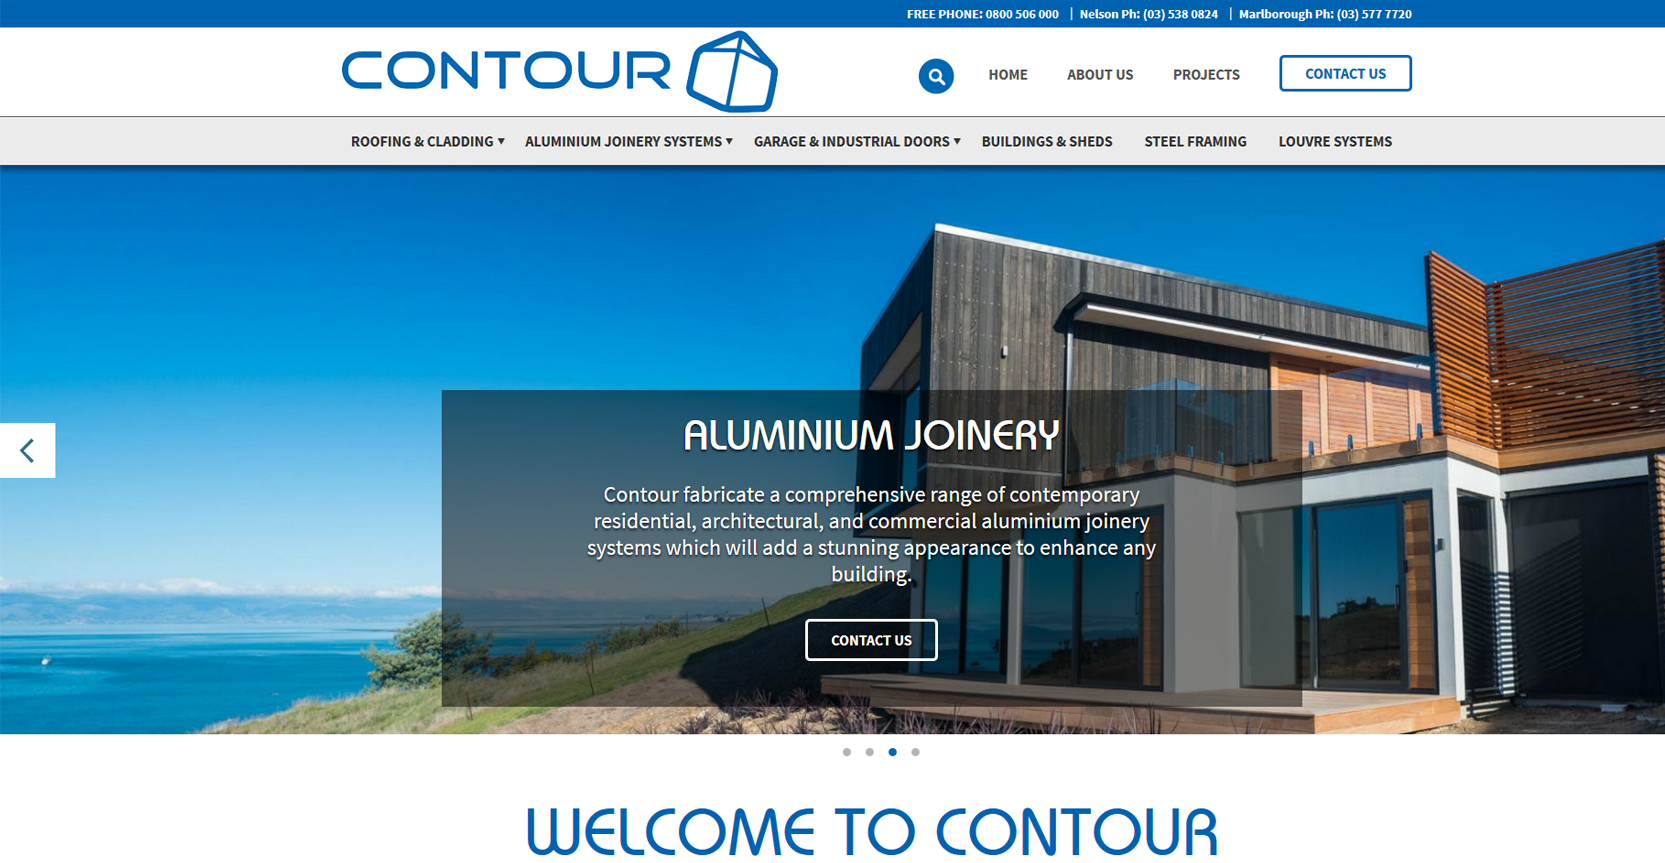 FREE PHONE: 0800 506 000 | Nelson Ph: (03) 538 0824 | Marlborough Ph: (03) 577 7720
CONTOUR
HOME ABOUT US PROJECTS CONTACT US
ROOFING & CLADDING ALUMINIUM JOINERY SYSTEMS GARAGE & INDUSTRIAL DOORS BUILDINGS & SHEDS STEEL FRAMING LOUVRE SYSTEMS
ALUMINIUM JOINERY
Contour fabricate a comprehensive range of contemporary
residential, architectural, and commercial aluminium joinery
systems which will add a stunning appearance to enhance any
building.
CONTACT US
WELCOME TO CONTOUR